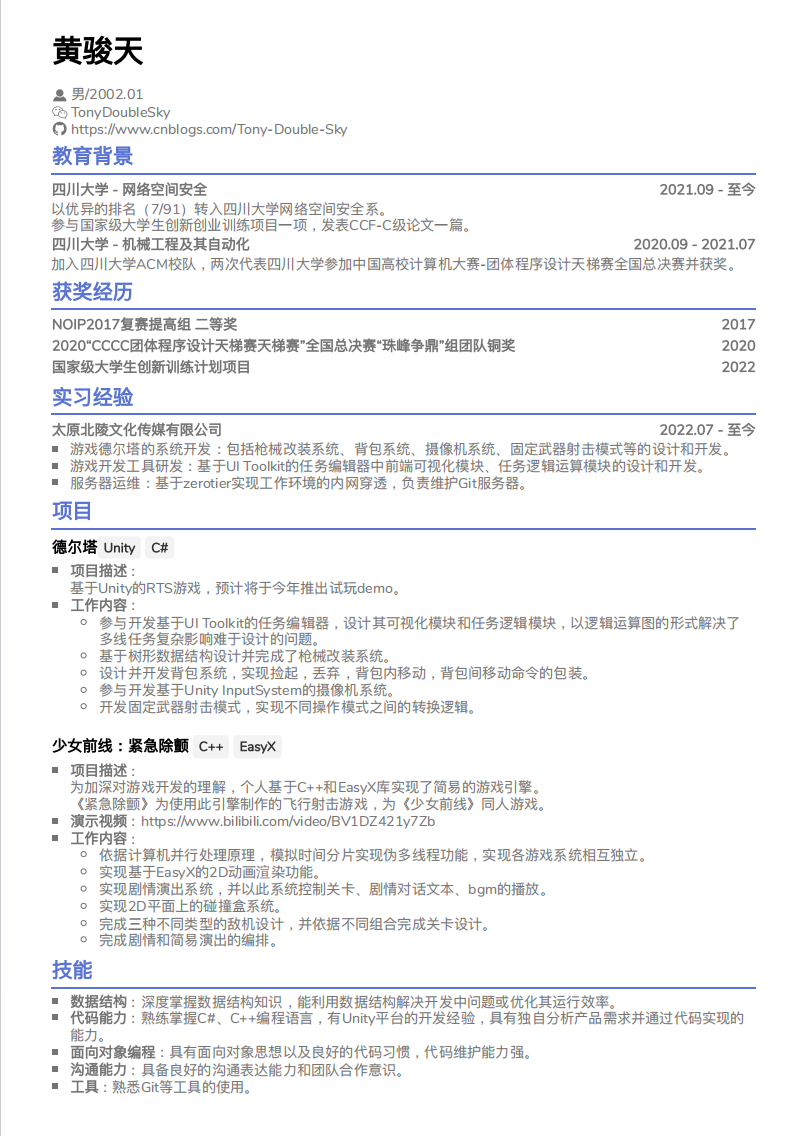 黄骏天
男/2002.01
TonyDoubleSky
https://www.cnblogs.com/Tony-Double-Sky
教育背景
四川大学 - 网络空间安全 2021.09 - 至今
以优异的排名（7/91）转入四川大学网络空间安全系。
参与国家级大学生创新创业训练项目一项，发表CCF-C级论文一篇。
四川大学 - 机械工程及其自动化 2020.09 - 2021.07
加入四川大学ACM校队，两次代表四川大学参加中国高校计算机大赛-团体程序设计天梯赛全国总决赛并获奖。
获奖经历
NOIP2017复赛提高组 二等奖 2017
2020“CCCC团体程序设计天梯赛天梯赛”全国总决赛“珠峰争鼎”组团队铜奖 2020
国家级大学生创新训练计划项目 2022
实习经验
太原北陵文化传媒有限公司 2022.07 - 至今
游戏德尔塔的系统开发：包括枪械改装系统、背包系统、摄像机系统、固定武器射击模式等的设计和开发。
游戏开发工具研发：基于UI Toolkit的任务编辑器中前端可视化模块、任务逻辑运算模块的设计和开发。
服务器运维：基于zerotier实现工作环境的内网穿透，负责维护Git服务器。
项目
德尔塔 Unity C#
项目描述：
基于Unity的RTS游戏，预计将于今年推出试玩demo。
工作内容：
参与开发基于UI Toolkit的任务编辑器，设计其可视化模块和任务逻辑模块，以逻辑运算图的形式解决了
多线任务复杂影响难于设计的问题。
基于树形数据结构设计并完成了枪械改装系统。
设计并开发背包系统，实现捡起，丢弃，背包内移动，背包间移动命令的包装。
参与开发基于Unity InputSystem的摄像机系统。
开发固定武器射击模式，实现不同操作模式之间的转换逻辑。
少女前线：紧急除颤 C++ EasyX
项目描述：
为加深对游戏开发的理解，个人基于C++和EasyX库实现了简易的游戏引擎。
《紧急除颤》为使用此引擎制作的飞行射击游戏，为《少女前线》同人游戏。
演示视频：https://www.bilibili.com/video/BV1DZ421y7Zb
工作内容：
依据计算机并行处理原理，模拟时间分片实现伪多线程功能，实现各游戏系统相互独立。
实现基于EasyX的2D动画渲染功能。
实现剧情演出系统，并以此系统控制关卡、剧情对话文本、bgm的播放。
实现2D平面上的碰撞盒系统。
完成三种不同类型的敌机设计，并依据不同组合完成关卡设计。
完成剧情和简易演出的编排。
技能
数据结构：深度掌握数据结构知识，能利用数据结构解决开发中问题或优化其运行效率。
代码能力：熟练掌握C#、C++编程语言，有Unity平台的开发经验，具有独自分析产品需求并通过代码实现的
能力。
面向对象编程：具有面向对象思想以及良好的代码习惯，代码维护能力强。
沟通能力：具备良好的沟通表达能力和团队合作意识。
工具：熟悉Git等工具的使用。